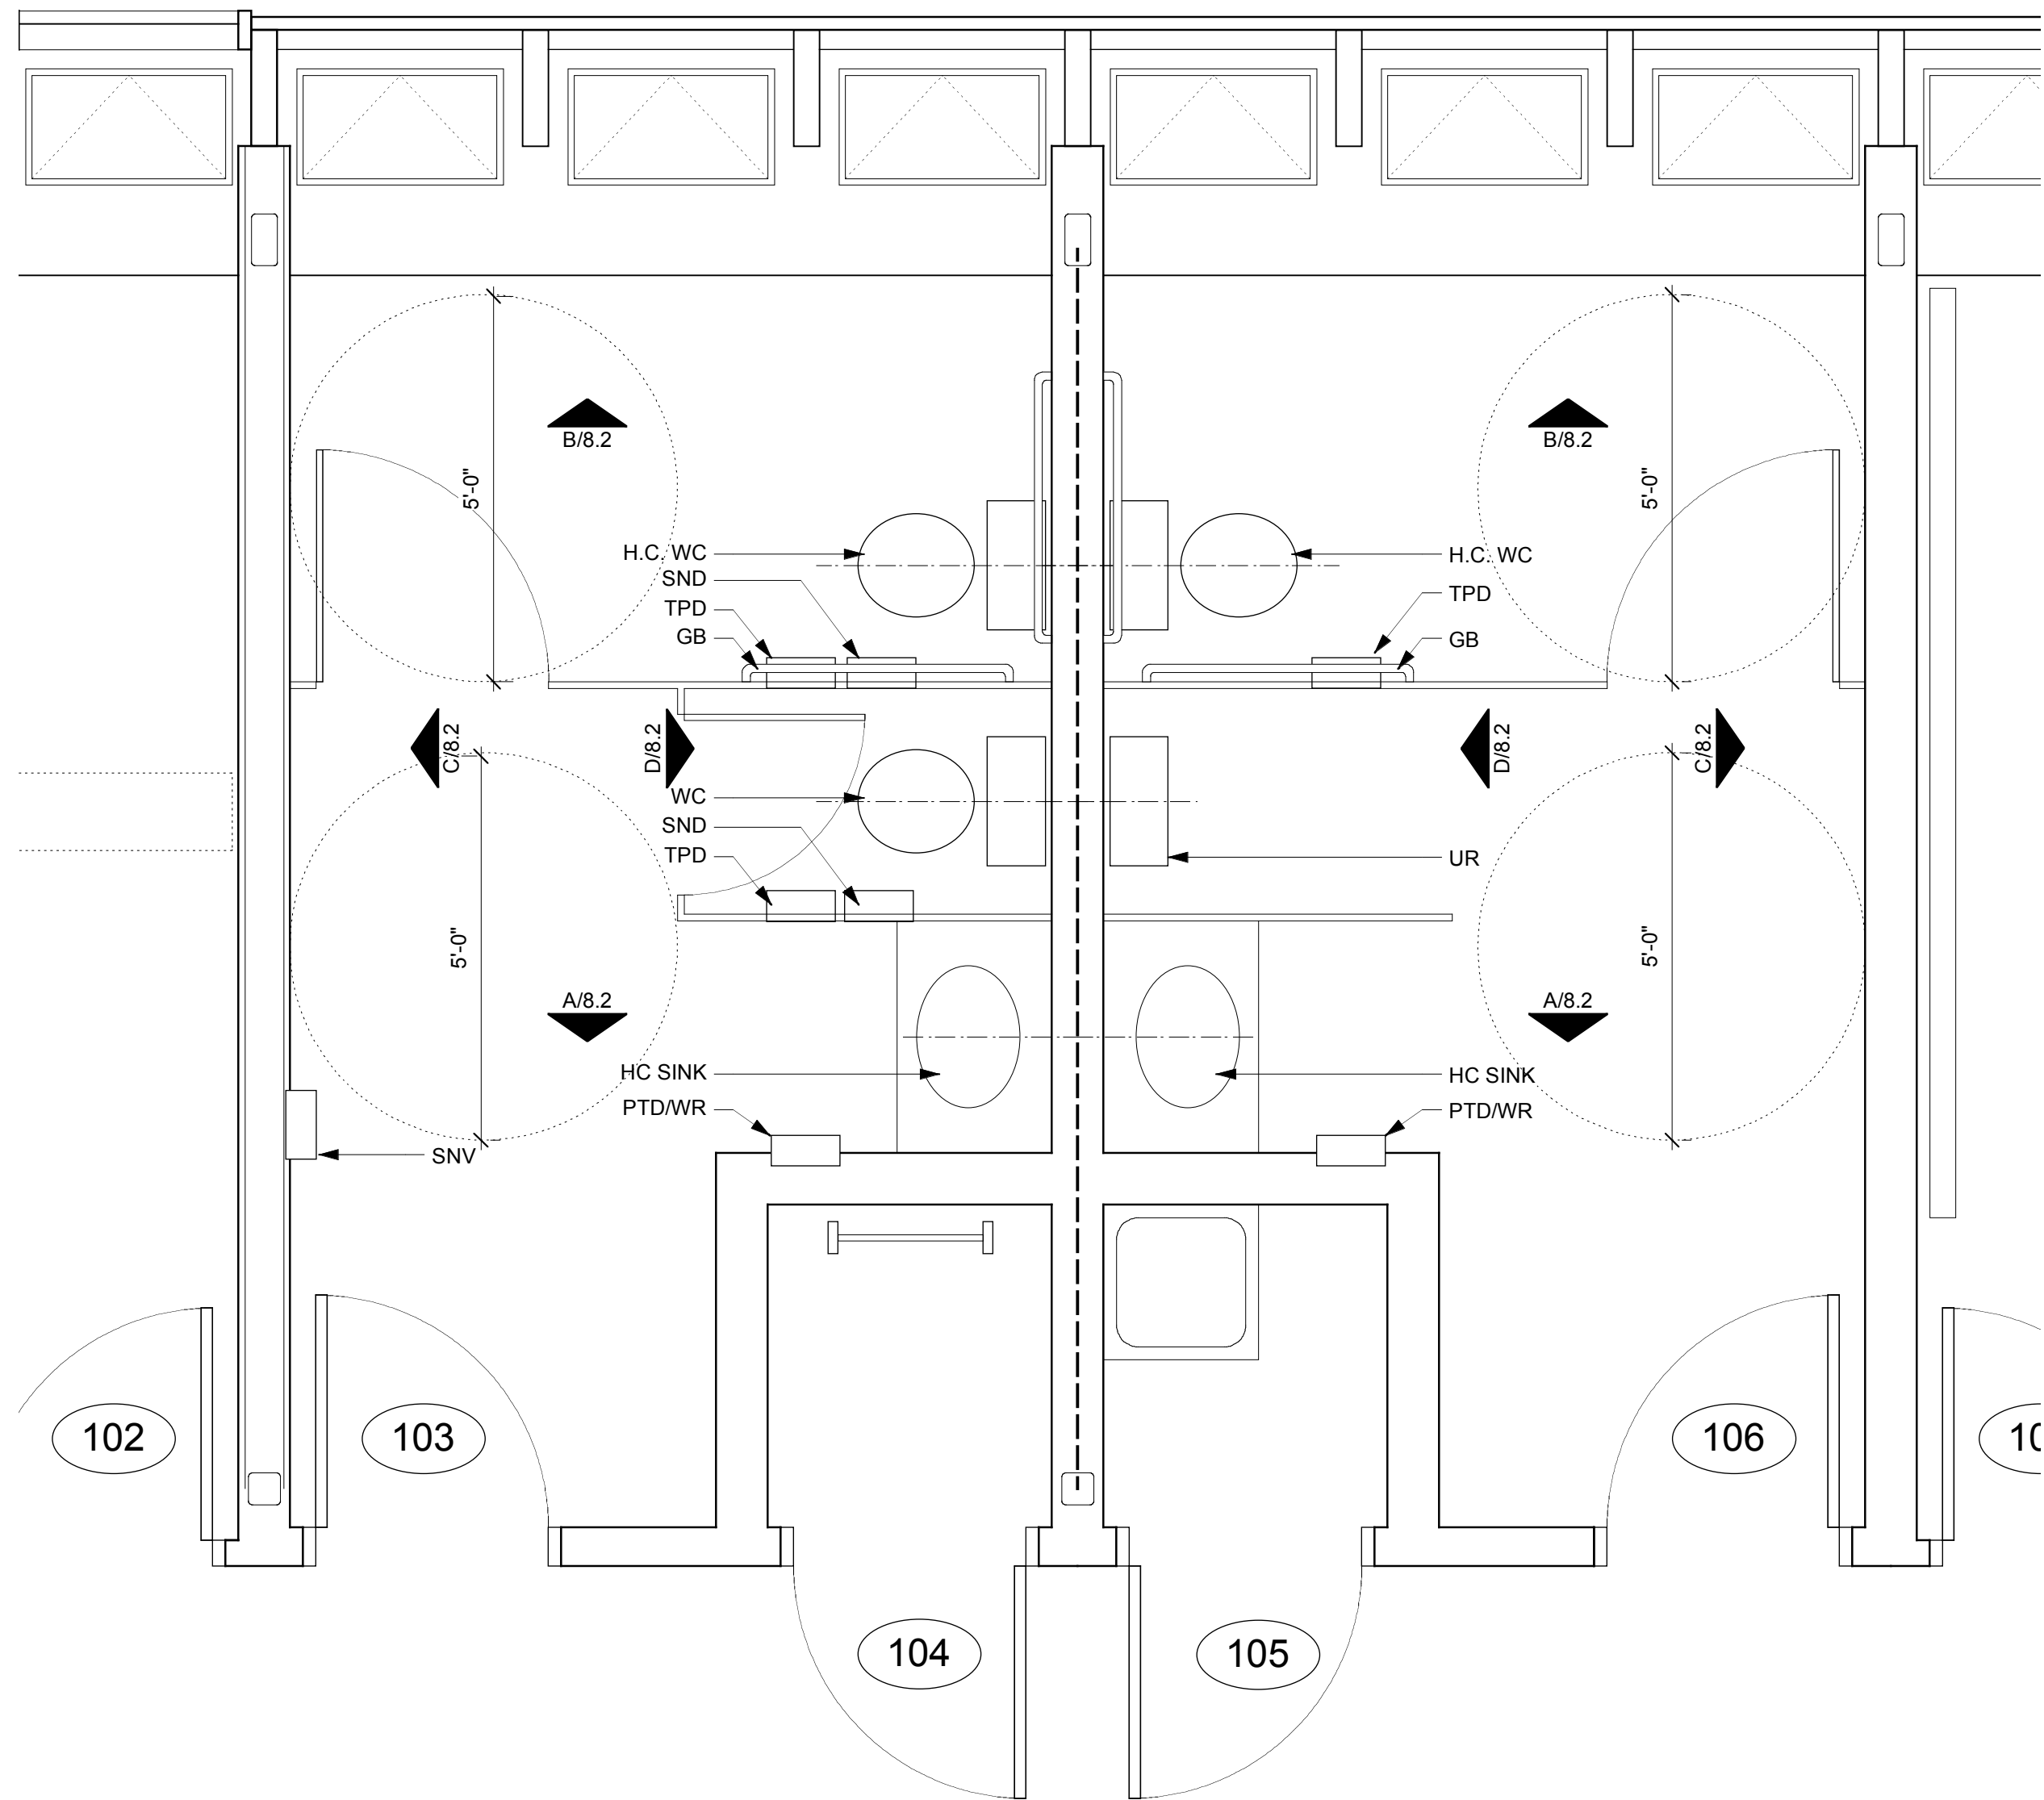 B/8.2
B/8.2
5'-0"
5'-0"
H.C. WC
H.C. WC
SND
TPD
TPD
GB
GB
C/8.2
D/8.2
D/8.2
C/8.2
WC
SND
TPD
UR
5'-0"
5'-0"
A/8.2
A/8.2
HC SINK
HC SINK
PTD/WR
PTD/WR
SNV
102
103
106
10
104
105